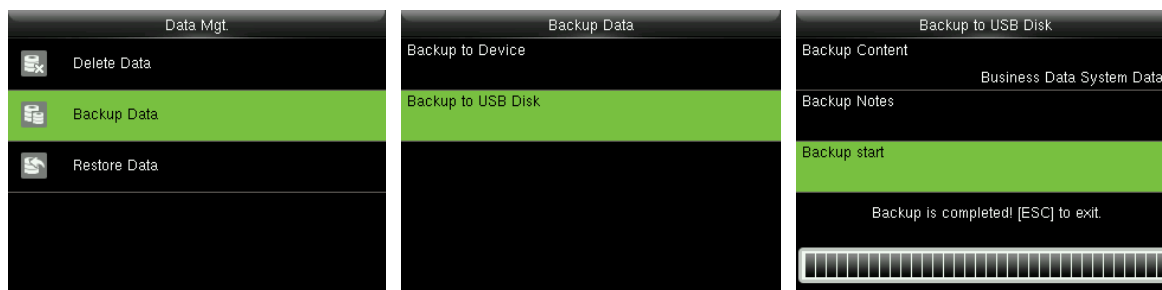 Data Mgt.
Delete Data
Backup Data
Restore Data
Backup Data
Backup to Device
Backup to USB Disk
Backup to USB Disk
Backup Content
Business Data System Data
Backup Notes
Backup start
Backup is completed! [ESC] to exit.